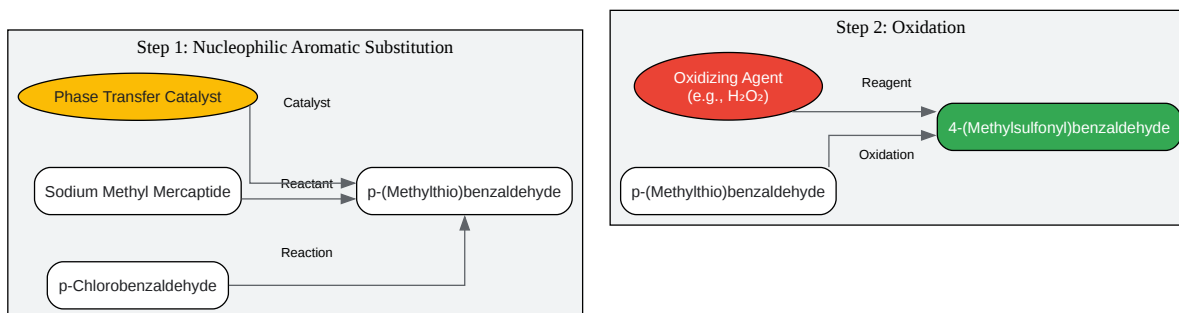 Step 1: Nucleophilic Aromatic Substitution
Phase Transfer Catalyst
Catalyst
Sodium Methyl Mercaptide
Reactant
p-(Methylthio)benzaldehyde
Reaction
p-Chlorobenzaldehyde
Step 2: Oxidation
Oxidizing Agent
(e.g., H₂O₂)
Reagent
4-(Methylsulfonyl)benzaldehyde
Oxidation
p-(Methylthio)benzaldehyde